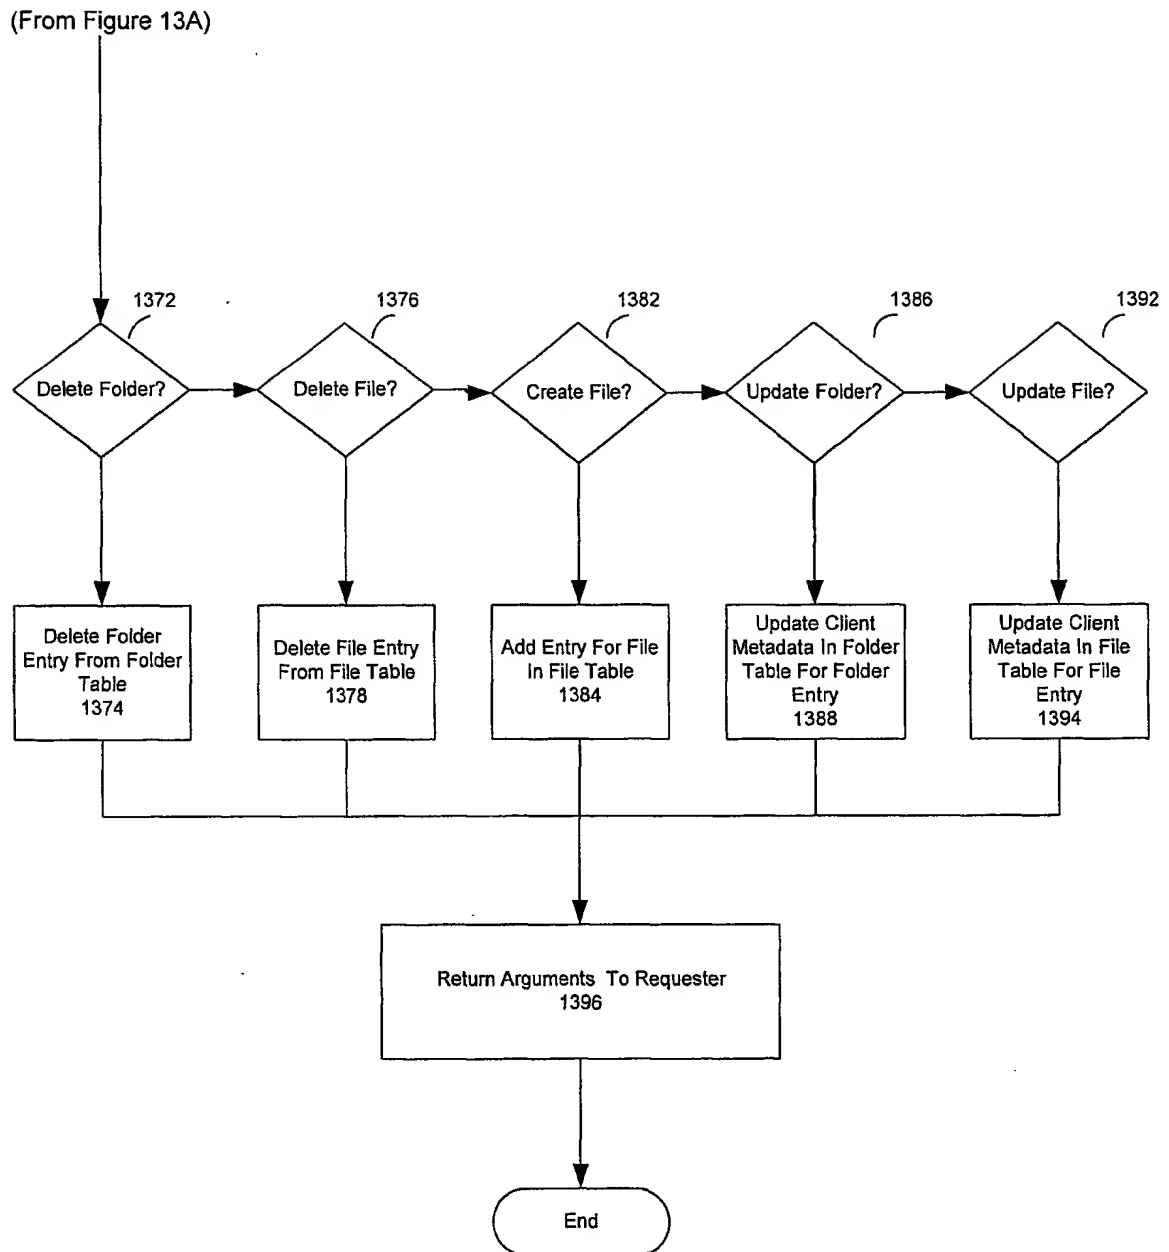 (From Figure 13A)
1372
1376
1382
1386
1392
Delete Folder?
Delete File?
Create File?
Update Folder?
Update File?
Delete Folder
Entry From Folder
Table
1374
Delete File Entry
From File Table
1378
Add Entry For File
In File Table
1384
Update Client
Metadata In Folder
Table For Folder
Entry
1388
Update Client
Metadata In File
Table For File
Entry
1394
Return Arguments To Requester
1396
End